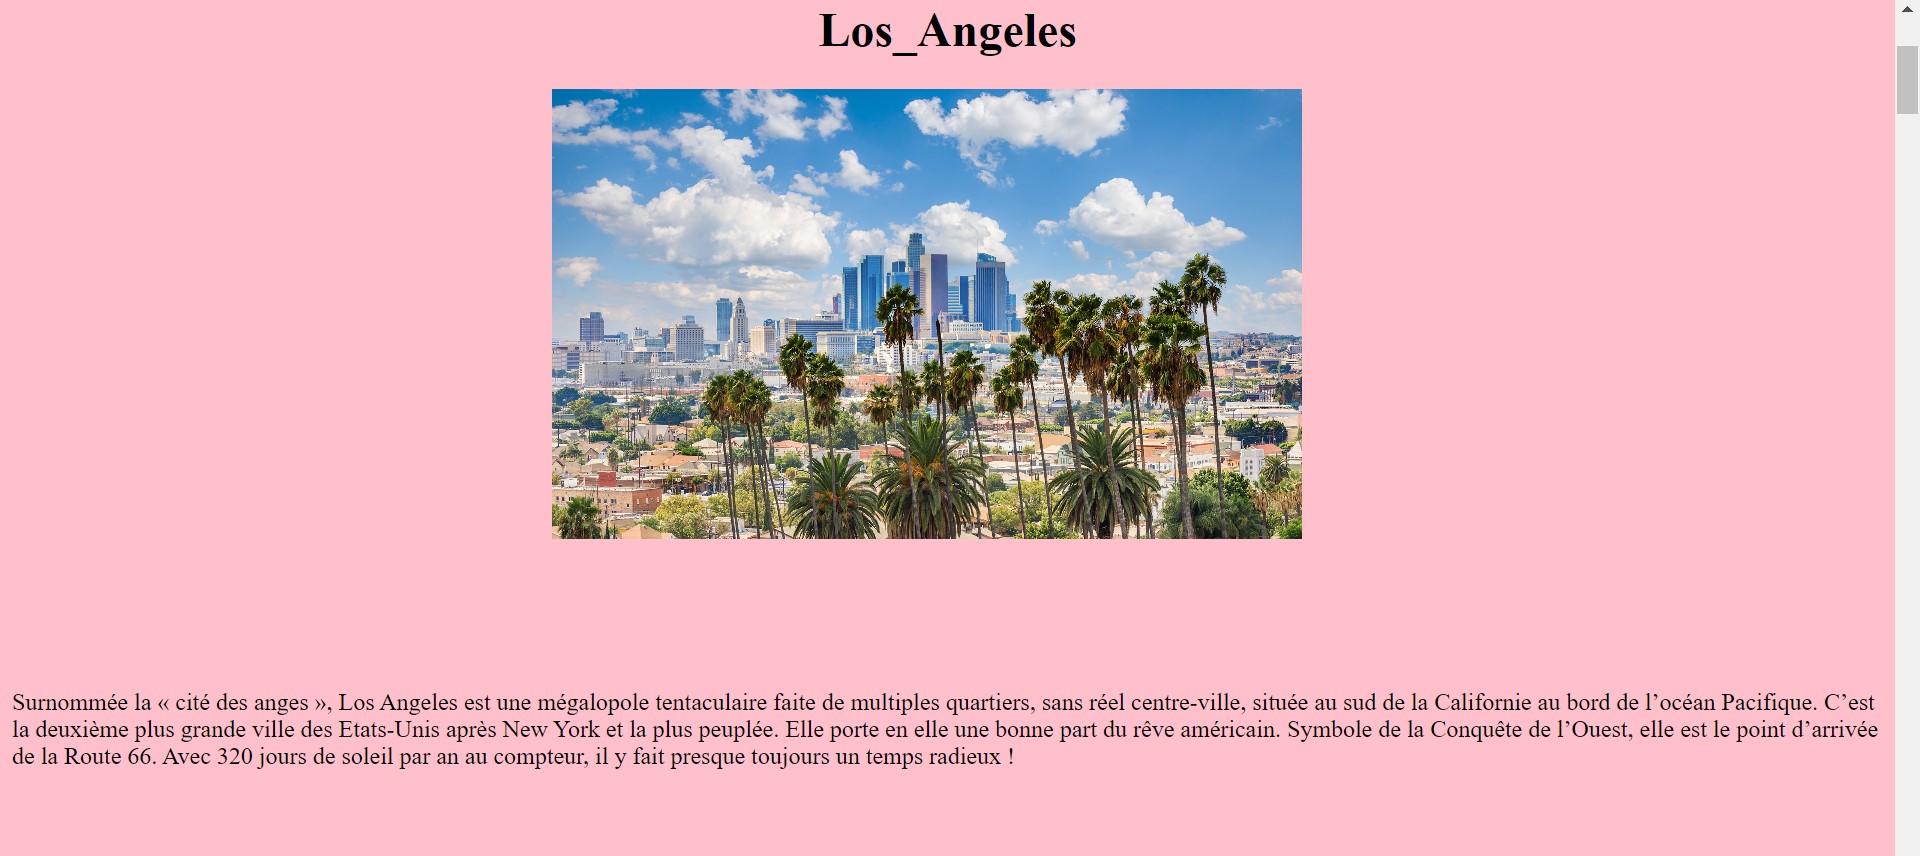 Los_Angeles
Surnommée la « cité des anges », Los Angeles est une mégalopole tentaculaire faite de multiples quartiers, sans réel centre-ville, située au sud de la Californie au bord de l’océan Pacifique. C’est
la deuxième plus grande ville des Etats-Unis après New York et la plus peuplée. Elle porte en elle une bonne part du rêve américain. Symbole de la Conquête de l’Ouest, elle est le point d’arrivée
de la Route 66. Avec 320 jours de soleil par an au compteur, il y fait presque toujours un temps radieux !